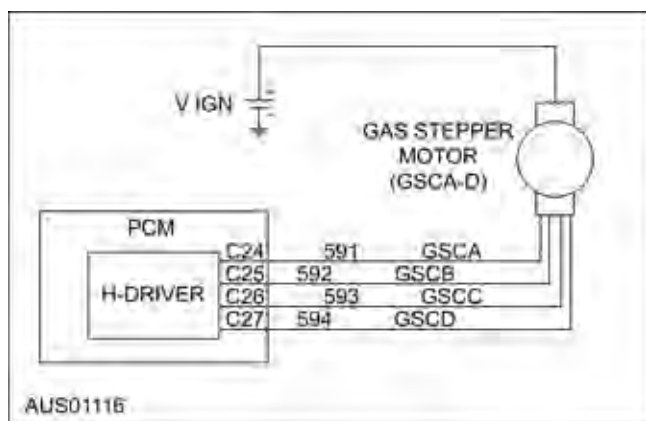 V IGN
GAS STEPPER
MOTOR
(GSCA-D)
PCM
H-DRIVER
C24 591 GSCA
C25 592 GSCB
C26 593 GSCC
C27 594 GSCD
AUS01116